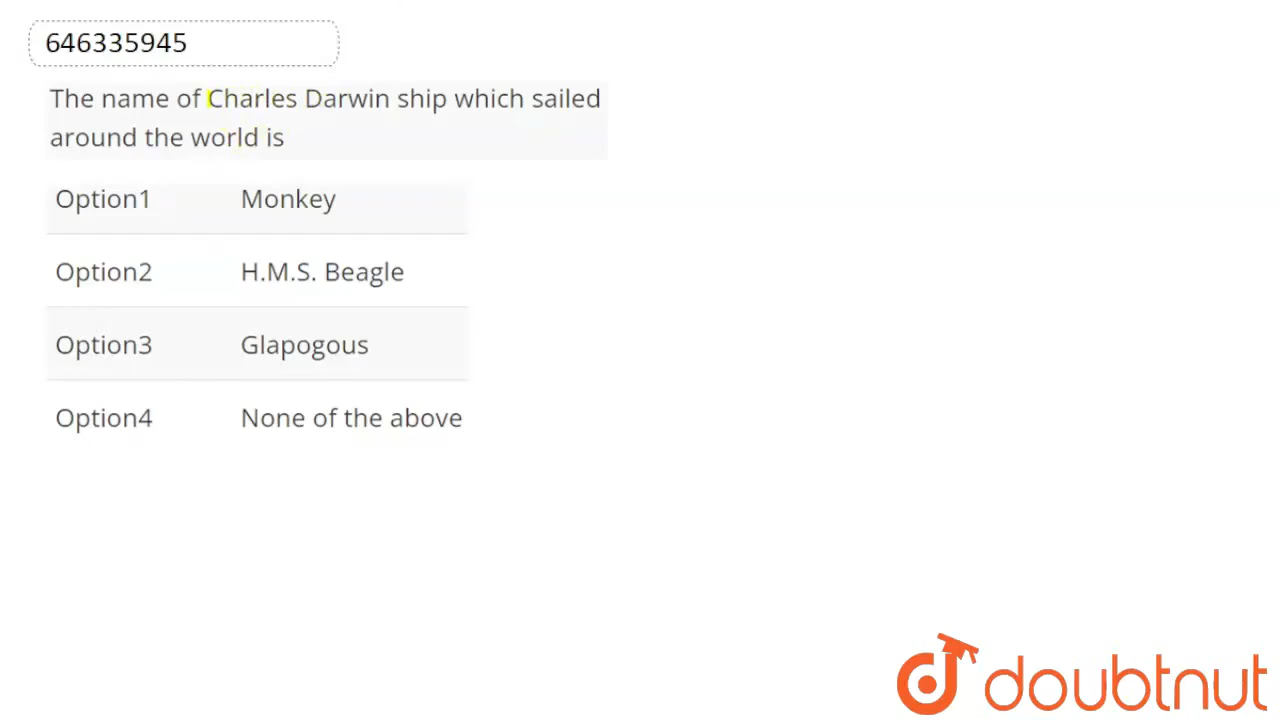 646335945
The name of Charles Darwin ship which sailed
around the world is
Option1 Monkey
Option2 H.M.S. Beagle
Option3 Glapogous
Option4 None of the above
doubtnut